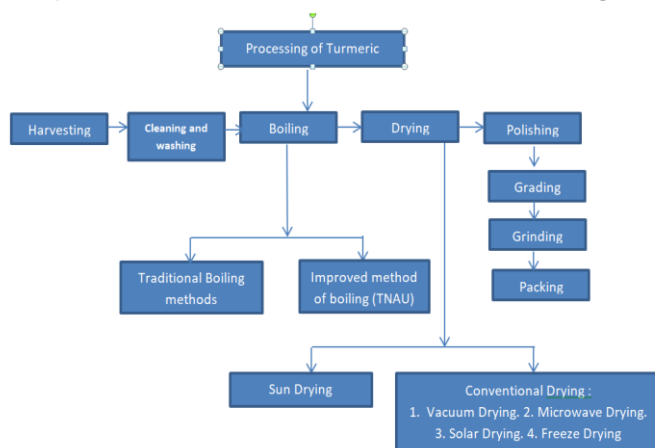 Processing of Turmeric
Harvesting
Cleaning and
washing
Boiling
Drying
Polishing
Grading
Grinding
Packing
Traditional Boiling
methods
Improved method
of boiling (TNAU)
Sun Drying
Conventional Drying :
1. Vacuum Drying. 2. Microwave Drying.
3. Solar Drying. 4. Freeze Drying